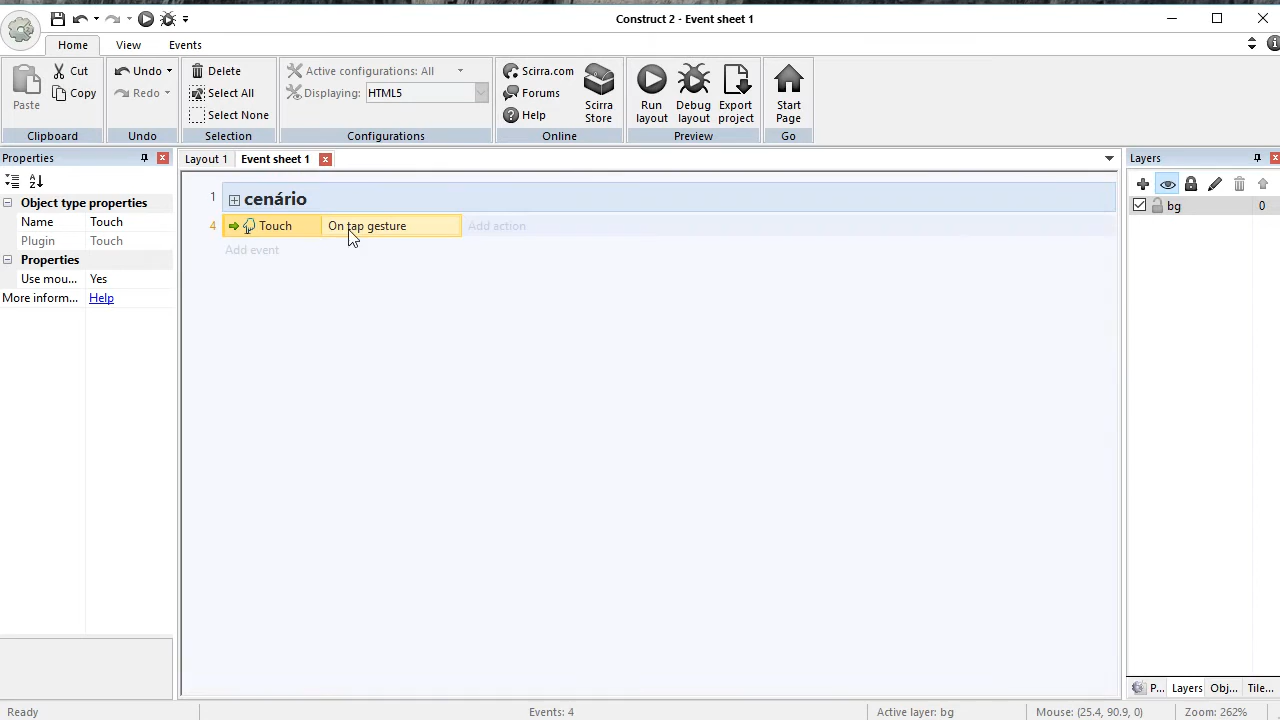 Construct 2 - Event sheet 1
Home View Events
Paste
Cut
Copy
Clipboard
Undo
Redo
Undo
Delete
Select All
Select None
Selection
Active configurations: All
Displaying: HTML5
Configurations
Scirra.com
Forums
Help
Scirra Store
Online
Run layout
Debug layout
Export project
Preview
Start Page
Go
Properties
Object type properties
Name Touch
Plugin Touch
Properties
Use mou... Yes
More inform... Help
Layout 1 Event sheet 1
1 cenário
4 Touch On tap gesture Add action
Add event
Layers
bg 0
P... Layers Obj... Tile...
Ready Events: 4 Active layer: bg Mouse: (25.4, 90.9, 0) Zoom: 262%